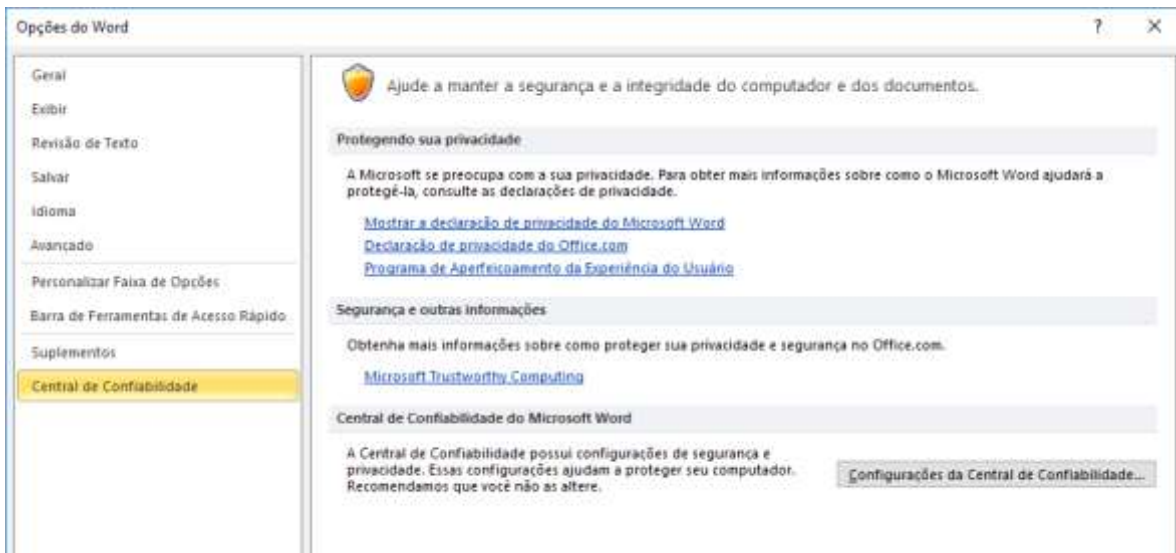 Opções do Word
?
Geral
Exibir
Revisão de Texto
Salvar
Idioma
Avançado
Personalizar Faixa de Opções
Barra de Ferramentas de Acesso Rápido
Suplementos
Central de Confiabilidade
Ajude a manter a segurança e a integridade do computador e dos documentos.
Protegendo sua privacidade
A Microsoft se preocupa com a sua privacidade. Para obter mais informações sobre como o Microsoft Word ajudará a
protegê-la, consulte as declarações de privacidade.
Mostrar a declaração de privacidade do Microsoft Word
Declaração de privacidade do Office.com
Programa de Aperfeiçoamento da Experiência do Usuário
Segurança e outras informações
Obtenha mais informações sobre como proteger sua privacidade e segurança no Office.com.
Microsoft Trustworthy Computing
Central de Confiabilidade do Microsoft Word
A Central de Confiabilidade possui configurações de segurança e
privacidade. Essas configurações ajudam a proteger seu computador.
Recomendamos que você não as altere.
Configurações da Central de Confiabilidade...